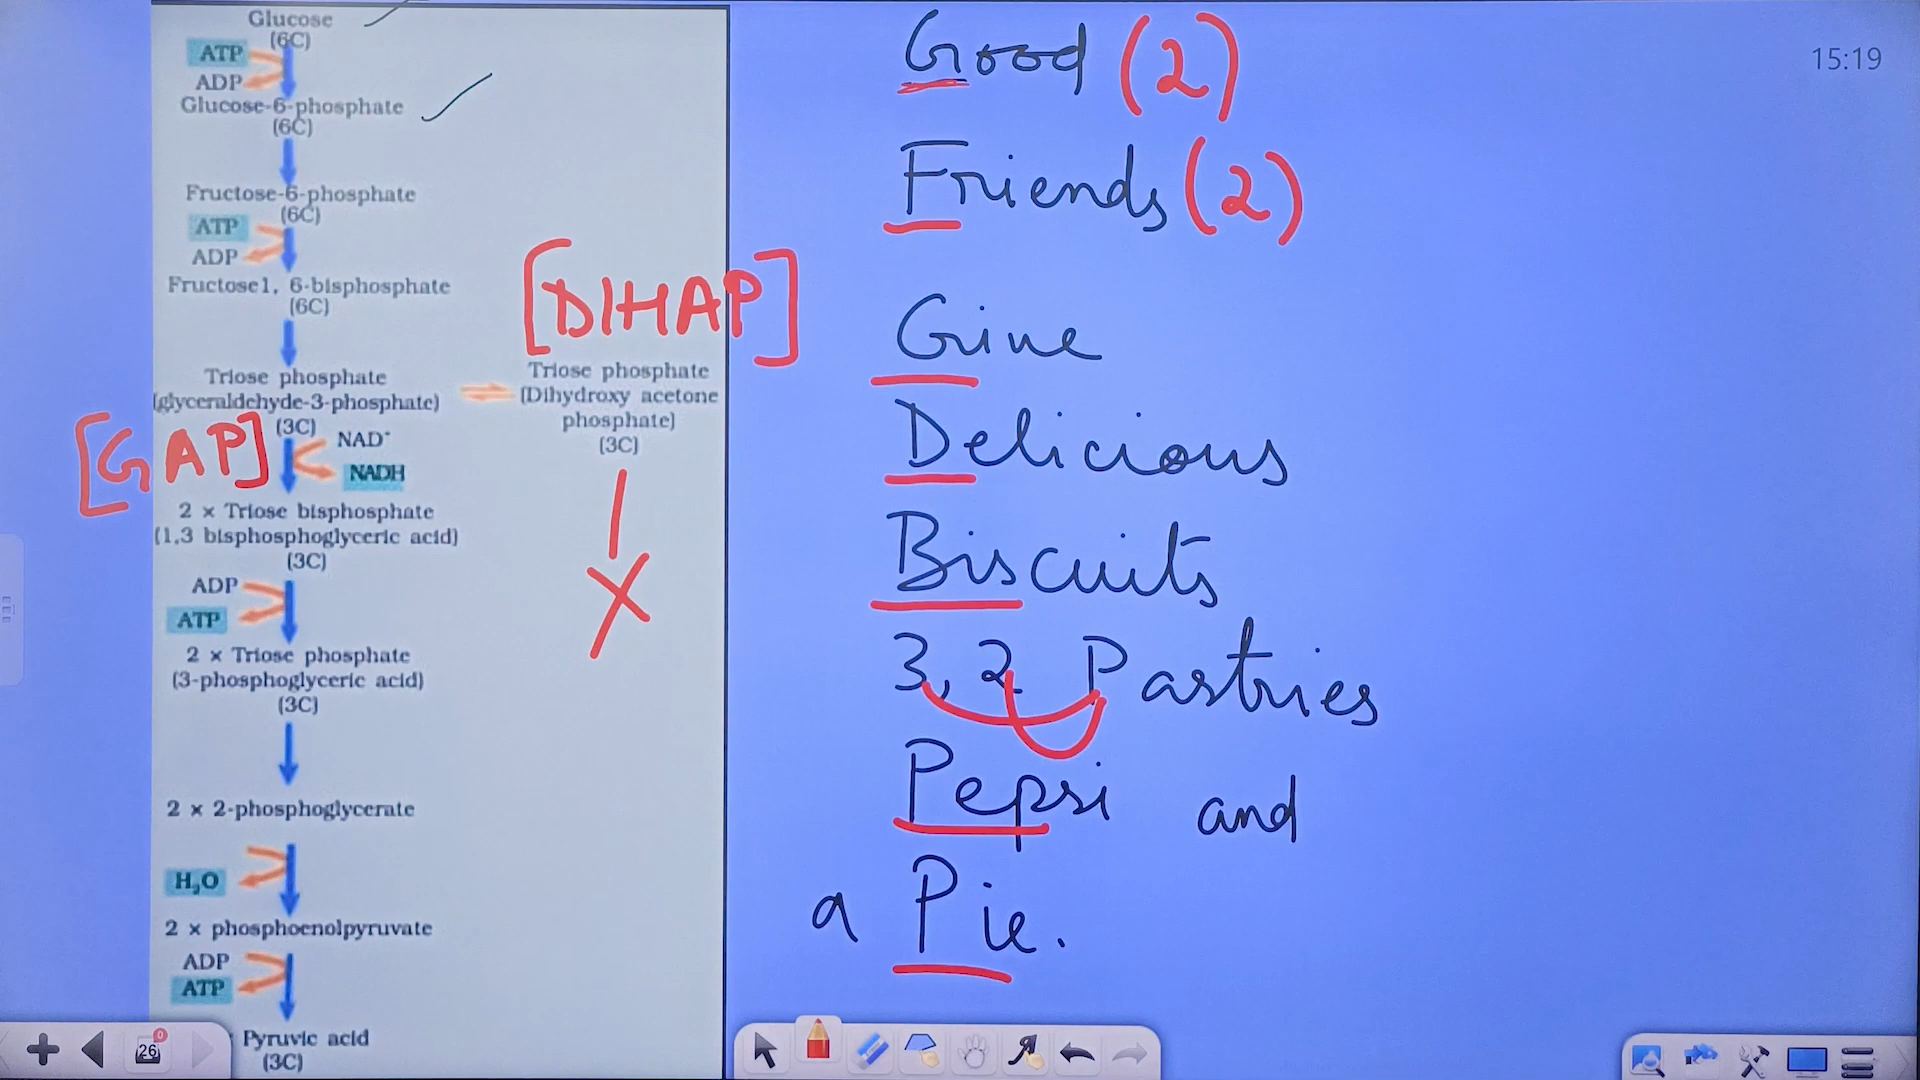 Glucose
(6C)
ATP
ADP
Glucose-6-phosphate
(6C)
Fructose-6-phosphate
(6C)
ATP
ADP
Fructose1, 6-bisphosphate
(6C)
Triose phosphate
(glyceraldehyde-3-phosphate)
(3C)
[DIHAP]
Triose phosphate
(Dihydroxy acetone
phosphate)
(3C)
X
[GAP]
NAD⁺
NADH
2 × Triose bisphosphate
(1,3 bisphosphoglyceric acid)
(3C)
ADP
ATP
2 × Triose phosphate
(3-phosphoglyceric acid)
(3C)
2 × 2-phosphoglycerate
H₂O
2 × phosphoenolpyruvate
ADP
ATP
Pyruvic acid
(3C)
Good (2)
Friends (2)
Give
Delicious
Biscuits
3, 2 Pastries
Pepsi and
a Pie.
15:19
26
0